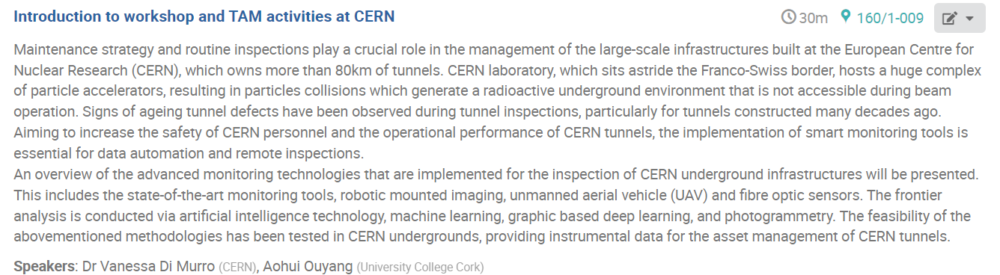 Introduction to workshop and TAM activities at CERN
30m 160/1-009
Maintenance strategy and routine inspections play a crucial role in the management of the large-scale infrastructures built at the European Centre for
Nuclear Research (CERN), which owns more than 80km of tunnels. CERN laboratory, which sits astride the Franco-Swiss border, hosts a huge complex
of particle accelerators, resulting in particles collisions which generate a radioactive underground environment that is not accessible during beam
operation. Signs of ageing tunnel defects have been observed during tunnel inspections, particularly for tunnels constructed many decades ago.
Aiming to increase the safety of CERN personnel and the operational performance of CERN tunnels, the implementation of smart monitoring tools is
essential for data automation and remote inspections.
An overview of the advanced monitoring technologies that are implemented for the inspection of CERN underground infrastructures will be presented.
This includes the state-of-the-art monitoring tools, robotic mounted imaging, unmanned aerial vehicle (UAV) and fibre optic sensors. The frontier
analysis is conducted via artificial intelligence technology, machine learning, graphic based deep learning, and photogrammetry. The feasibility of the
abovementioned methodologies has been tested in CERN undergrounds, providing instrumental data for the asset management of CERN tunnels.
Speakers: Dr Vanessa Di Murro (CERN), Aohui Ouyang (University College Cork)